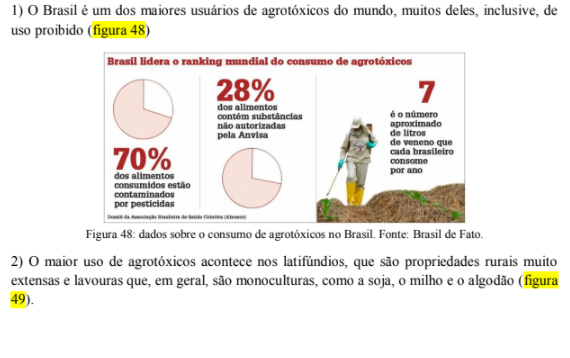 1) O Brasil é um dos maiores usuários de agrotóxicos do mundo, muitos deles, inclusive, de
uso proibido (figura 48)
Brasil lidera o ranking mundial do consumo de agrotóxicos
70%
dos alimentos
consumidos estão
contaminados
por pesticidas
28%
dos alimentos
contém substâncias
não autorizadas
pela Anvisa
7
é o número
aproximado
de litros
de veneno que
cada brasileiro
consome
por ano
Dossiê da Associação Brasileira de Saúde Coletiva (Abrasco)
Figura 48: dados sobre o consumo de agrotóxicos no Brasil. Fonte: Brasil de Fato.
2) O maior uso de agrotóxicos acontece nos latifúndios, que são propriedades rurais muito
extensas e lavouras que, em geral, são monoculturas, como a soja, o milho e o algodão (figura
49).